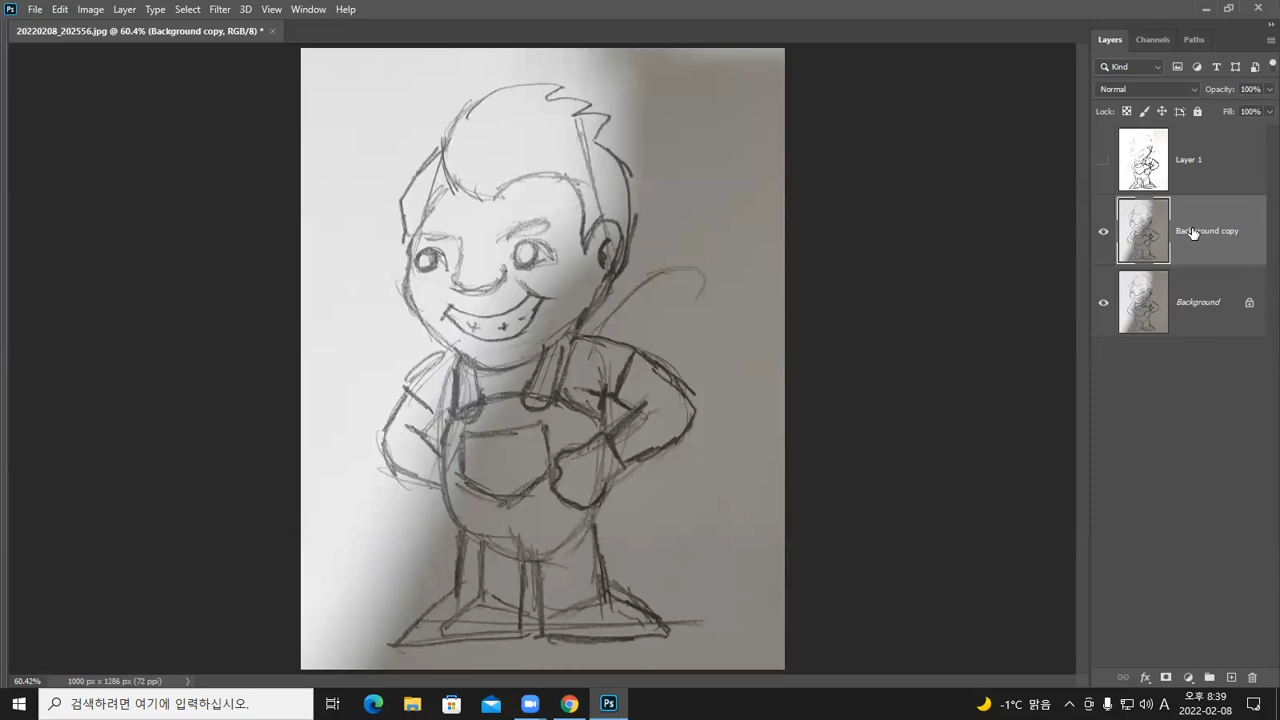 Ps File Edit Image Layer Type Select Filter 3D View Window Help
20220208_202556.jpg @ 60.4% (Background copy, RGB/8) * ×
Layers Channels Paths
Kind
Normal Opacity: 100%
Lock: Fill: 100%
Layer 1
Background copy
Background
60.42% 1000 px x 1286 px (72 ppi)
검색하려면 여기에 입력하십시오.
Ps
-1°C 맑음
A
오후 8:39
2022-02-08